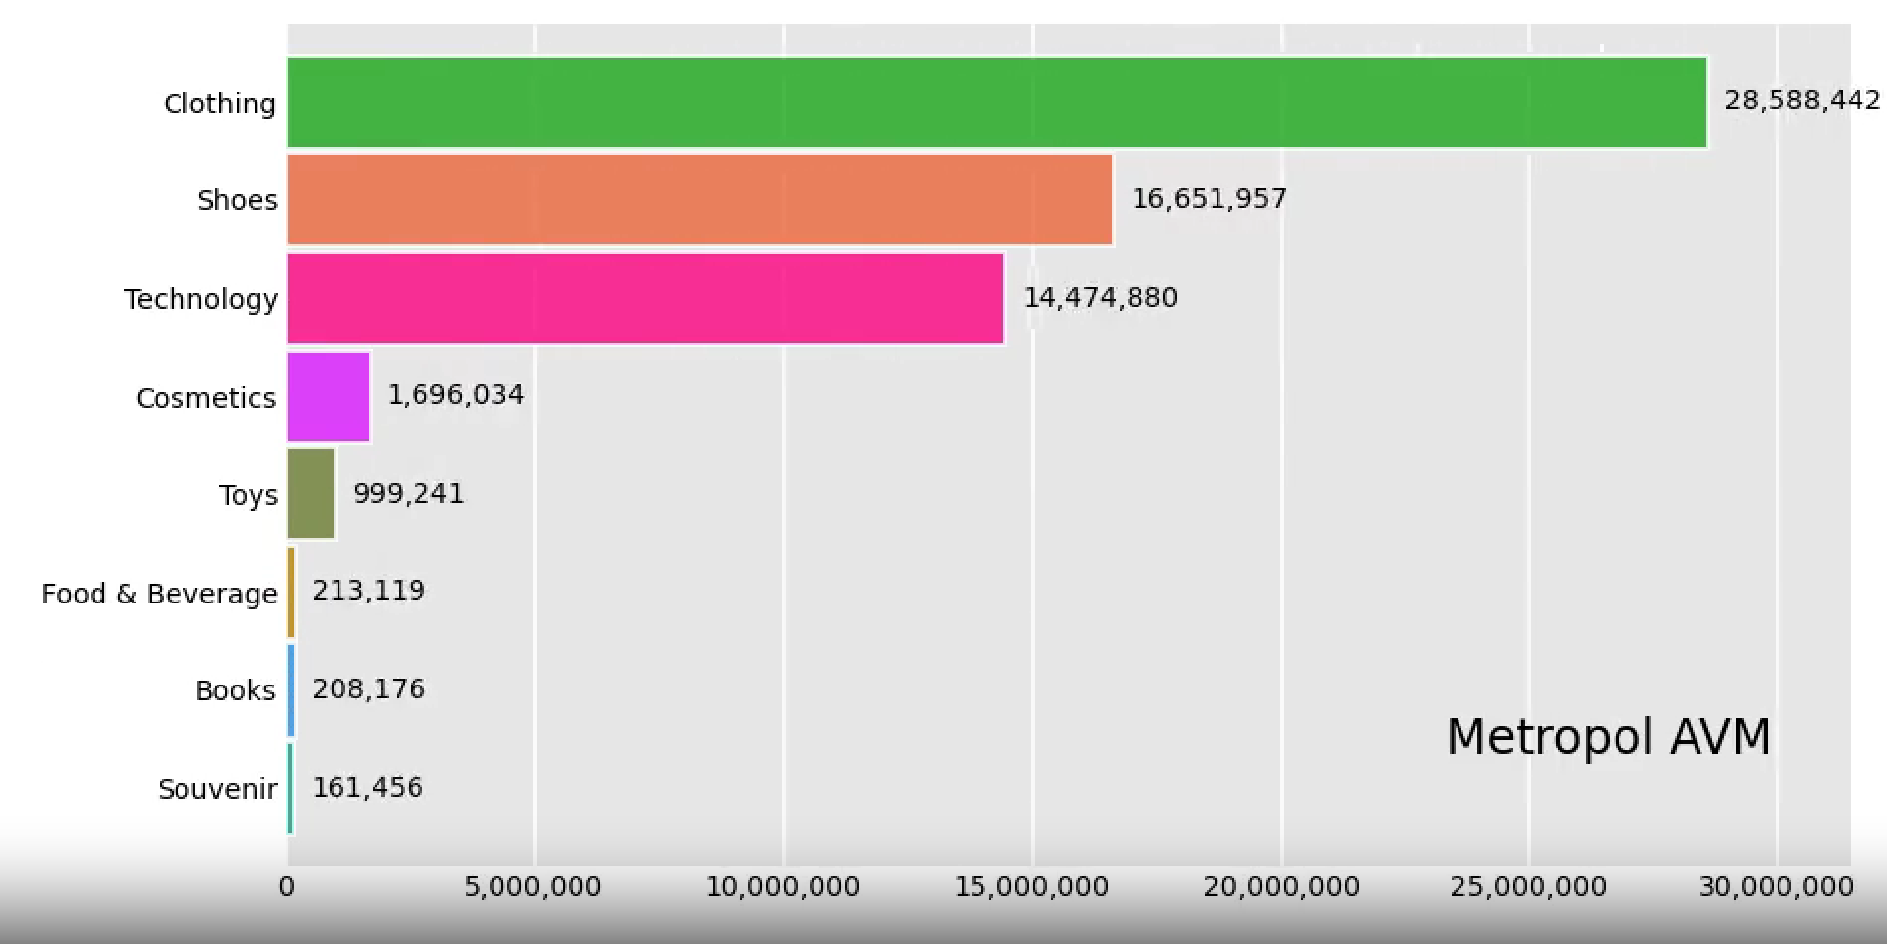 Clothing 28,588,442
Shoes 16,651,957
Technology 14,474,880
Cosmetics 1,696,034
Toys 999,241
Food & Beverage 213,119
Books 208,176
Metropol AVM
Souvenir 161,456
0 5,000,000 10,000,000 15,000,000 20,000,000 25,000,000 30,000,000